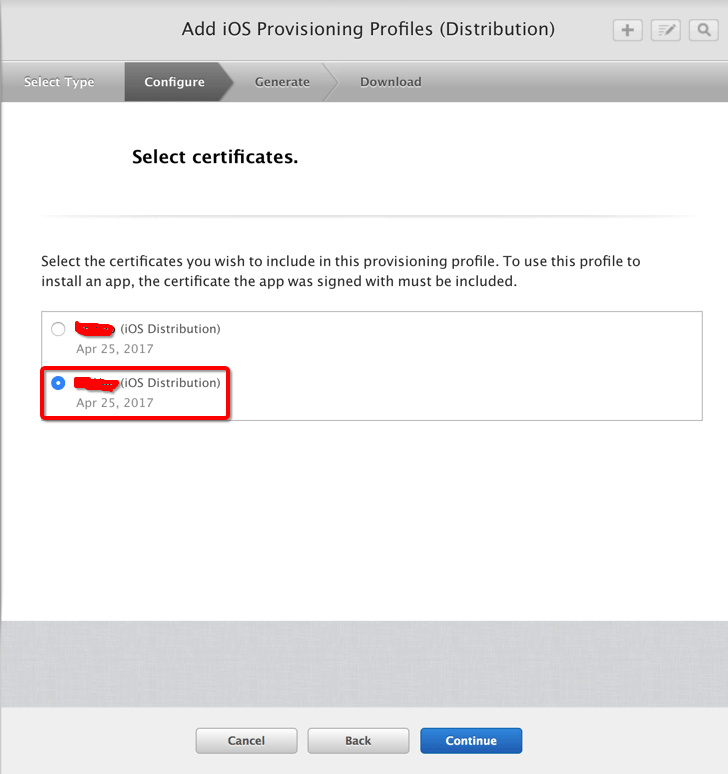 Add iOS Provisioning Profiles (Distribution)
Select Type
Configure
Generate
Download
Select certificates.
Select the certificates you wish to include in this provisioning profile. To use this profile to
install an app, the certificate the app was signed with must be included.
(iOS Distribution)
Apr 25, 2017
(iOS Distribution)
Apr 25, 2017
Cancel
Back
Continue